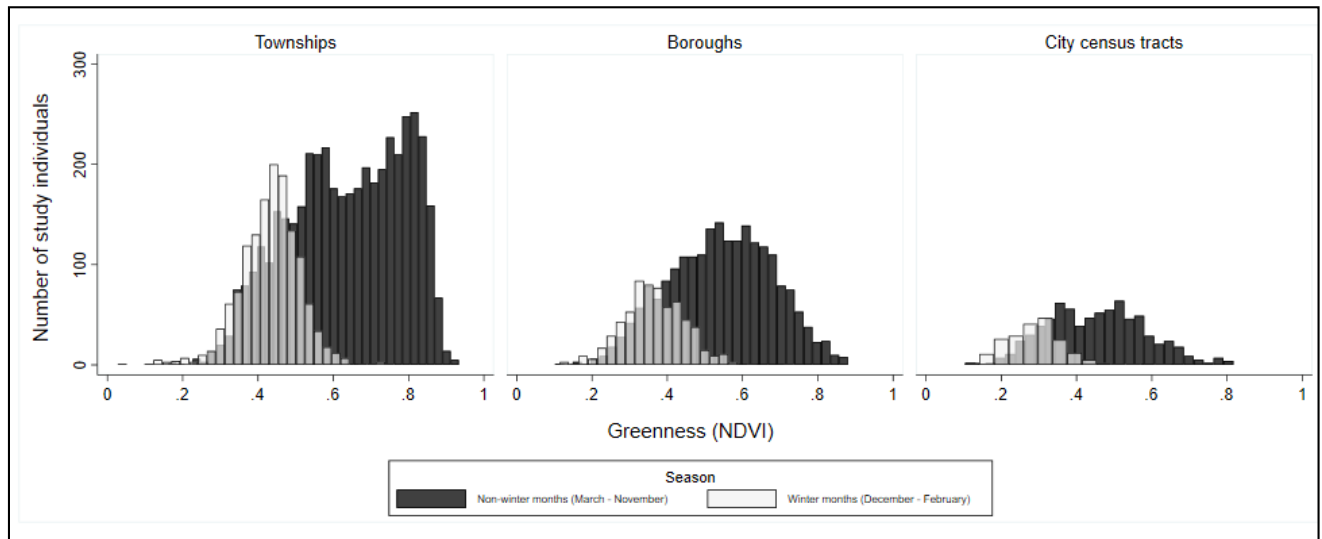 Townships
Boroughs
City census tracts
Number of study individuals
300
200
100
0
0 .2 .4 .6 .8 1
0 .2 .4 .6 .8 1
0 .2 .4 .6 .8 1
Greenness (NDVI)
Season
Non-winter months (March - November)
Winter months (December - February)